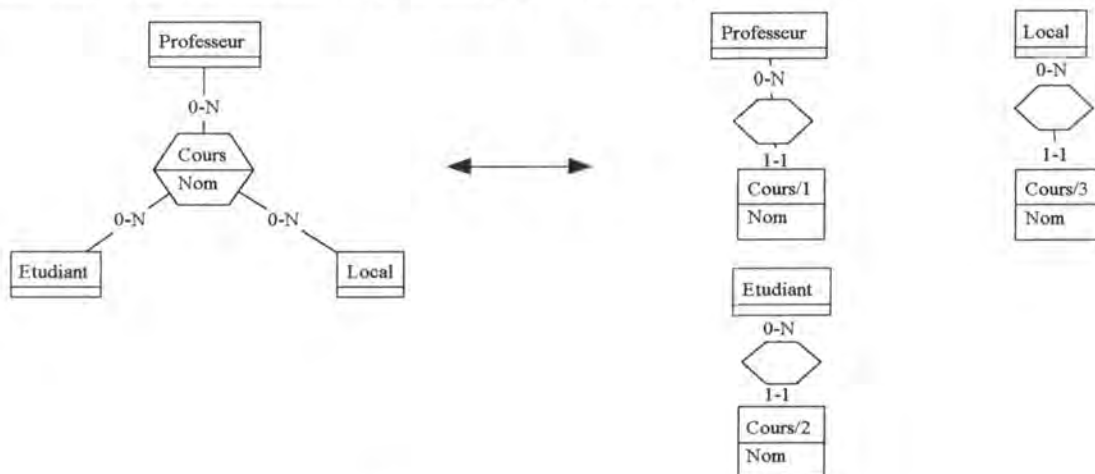 Professeur
0-N
Cours
Nom
0-N
0-N
Etudiant
Local
Professeur
0-N
1-1
Cours/1
Nom
Local
0-N
1-1
Cours/3
Nom
Etudiant
0-N
1-1
Cours/2
Nom